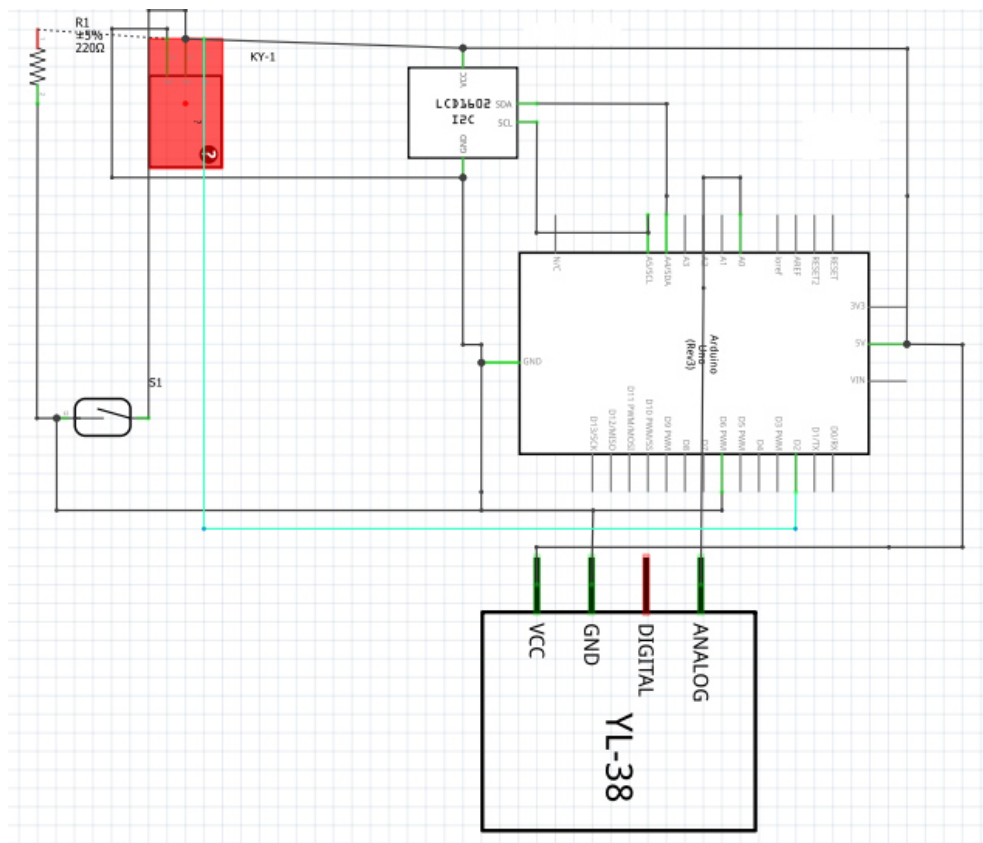 R1
±5%
220Ω
KY-1
?
2
VCC
LCD1602
I2C
SDA
SCL
GND
N/C
A5/SCL
A4/SDA
A3
A1
A0
Ioref
AREF
RESET2
RESET
3V3
5V
VIN
GND
Arduino
Uno
(Rev3)
D13/SCK
D12/MISO
D11 PWM/MOSI
D10 PWM/SS
D9 PWM
D8
D7
D6 PWM
D5 PWM
D4
D3 PWM
D2
D1/TX
D0/RX
S1
VCC
GND
DIGITAL
ANALOG
YL-38